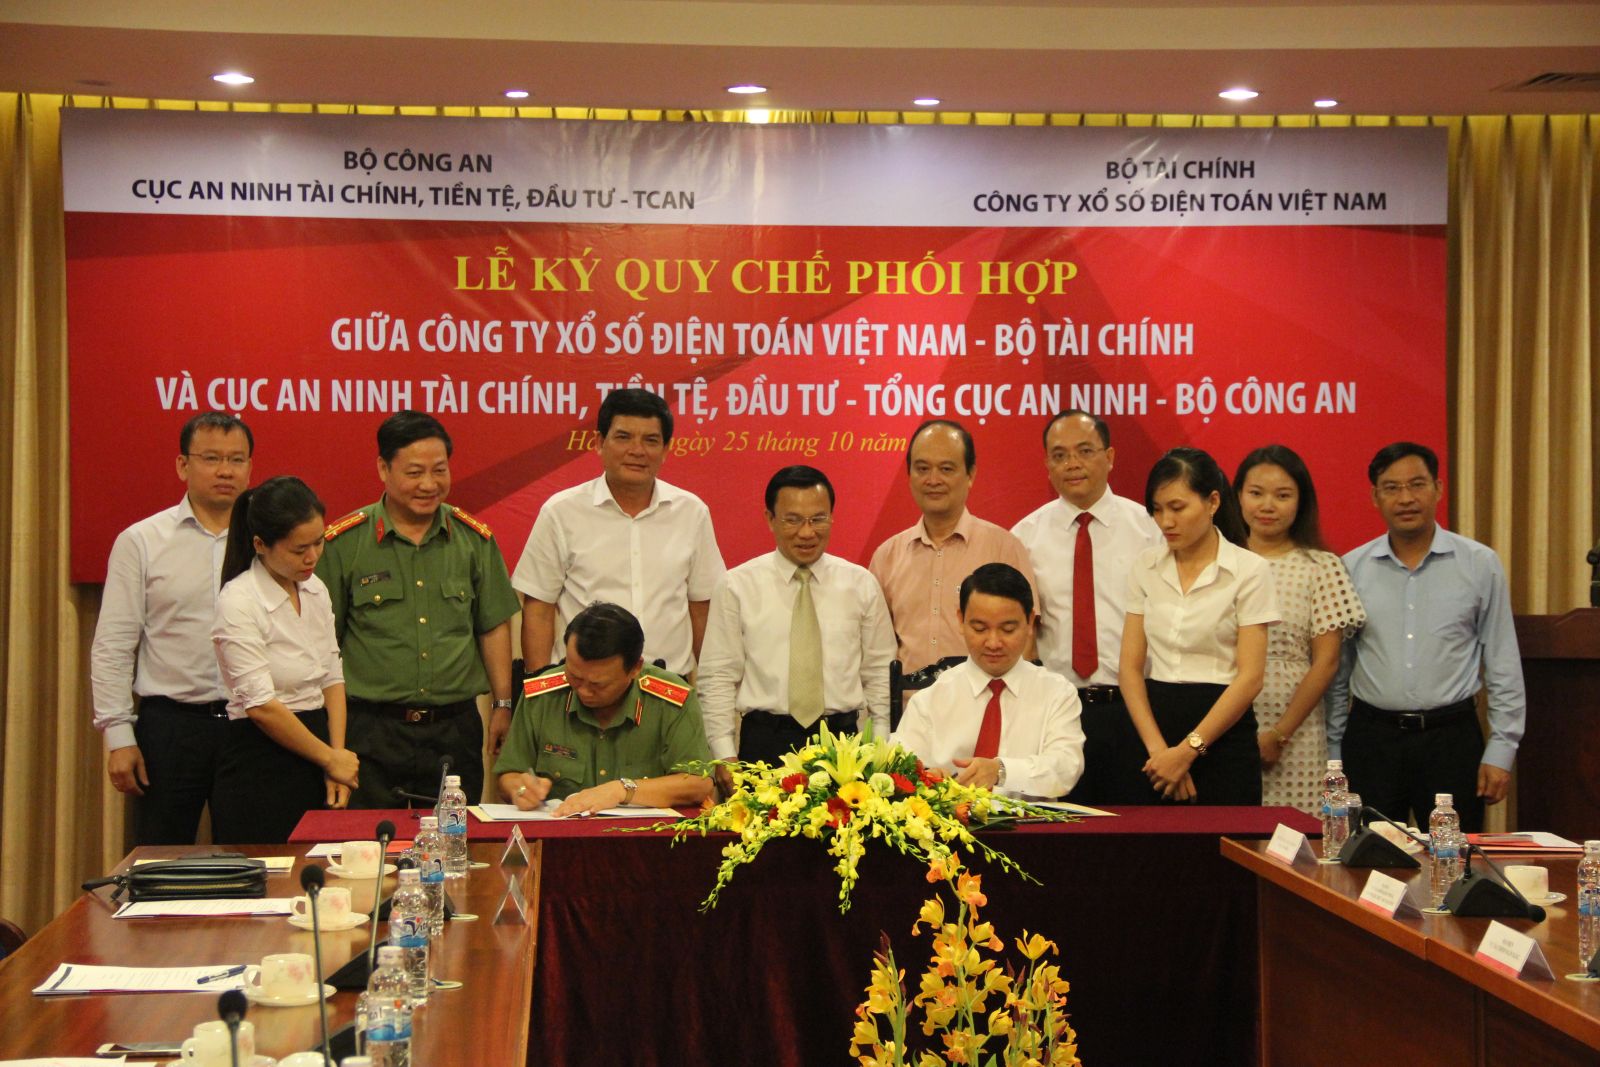 BỘ CÔNG AN
CỤC AN NINH TÀI CHÍNH, TIỀN TỆ, ĐẦU TƯ - TCAN
BỘ TÀI CHÍNH
CÔNG TY XỔ SỐ ĐIỆN TOÁN VIỆT NAM
LỄ KÝ QUY CHẾ PHỐI HỢP
GIỮA CÔNG TY XỔ SỐ ĐIỆN TOÁN VIỆT NAM - BỘ TÀI CHÍNH
VÀ CỤC AN NINH TÀI CHÍNH, TIỀN TỆ, ĐẦU TƯ - TỔNG CỤC AN NINH - BỘ CÔNG AN
25 tháng 10 năm